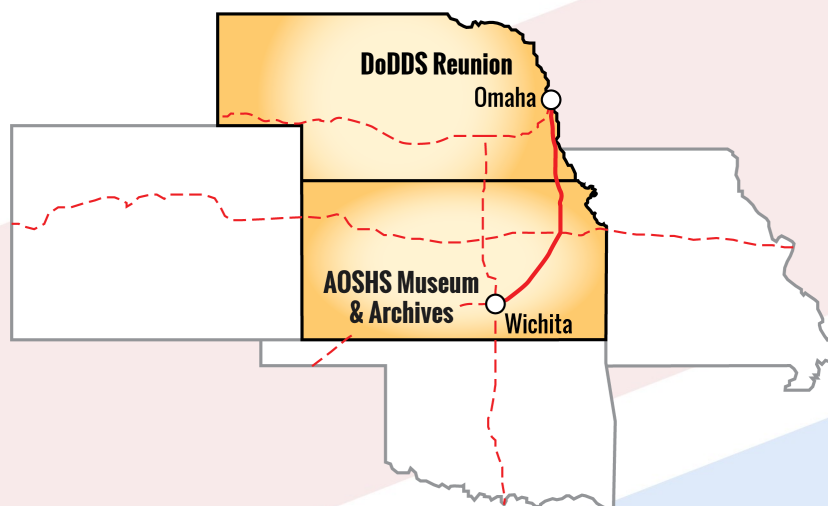 DoDDS Reunion
Omaha
AOSHS Museum
& Archives
Wichita